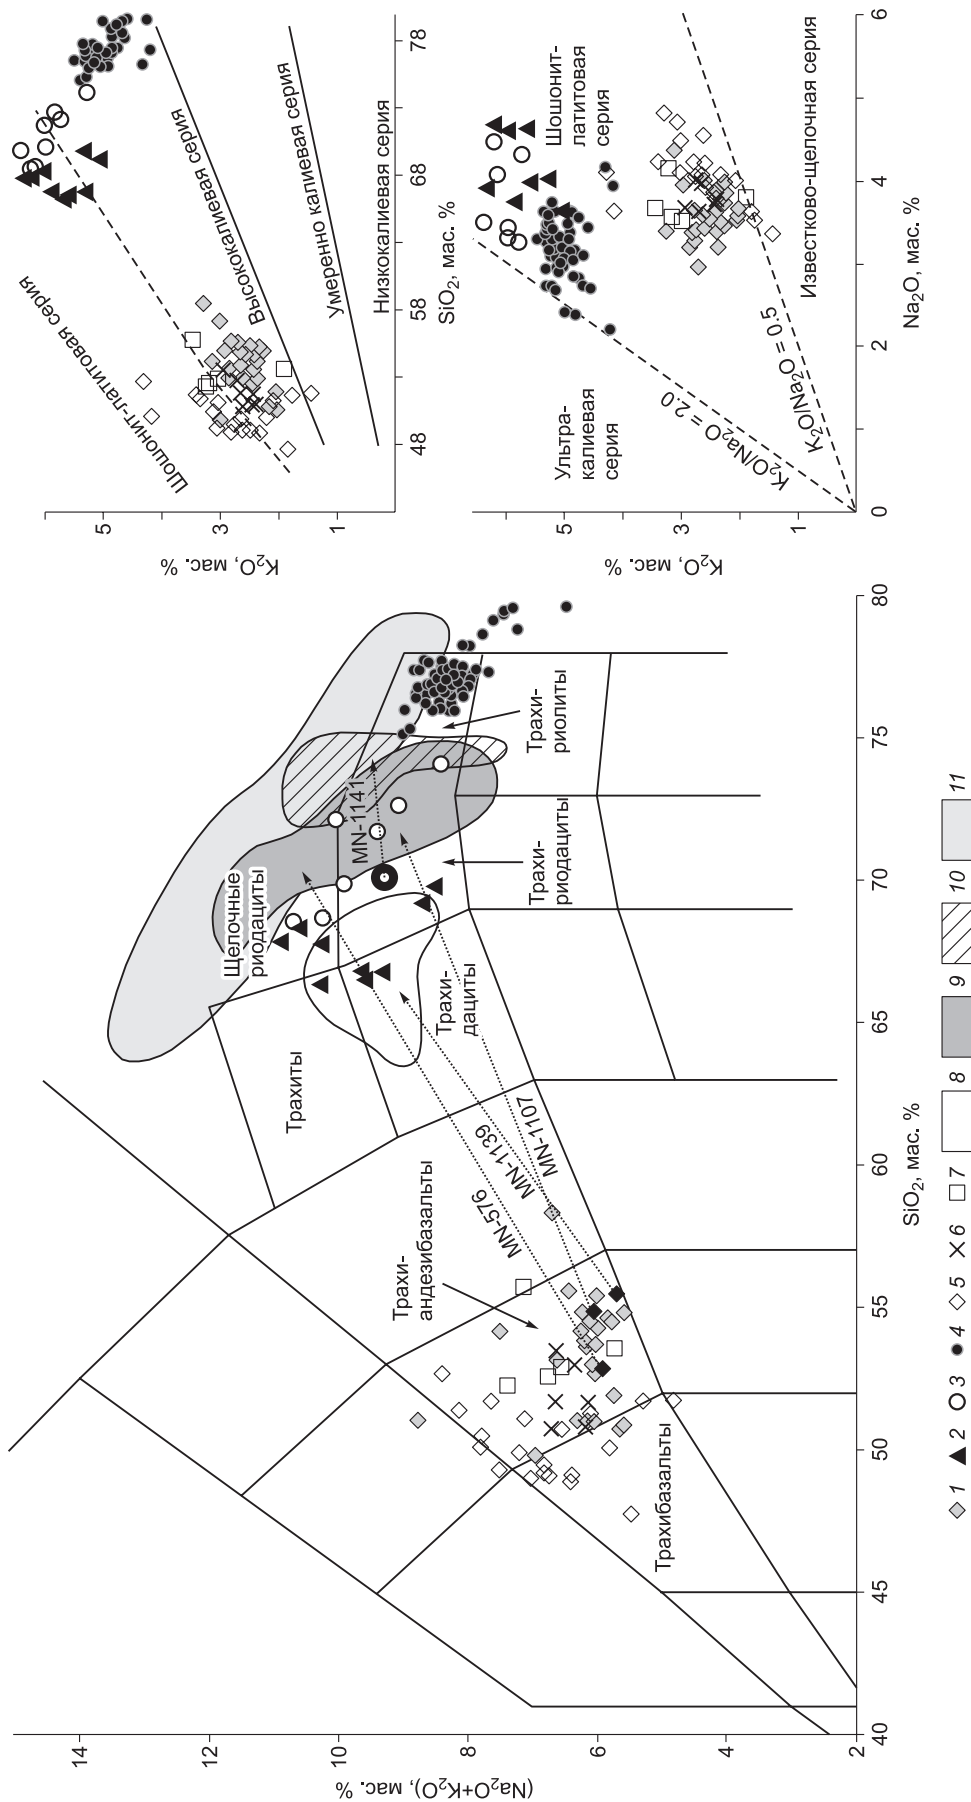 (Na₂O+K₂O), мас. %
14
12
10
8
6
4
2
40
45
50
55
60
65
70
75
80
SiO₂, мас. %
Щелочные
риодациты
Трахиты
Трахи-
андезибазальты
Трахибазальты
Трахи-
дациты
Трахи-
риодациты
Трахи-
риолиты
MN-576
MN-1139
MN-1107
MN-1141
K₂O, мас. %
5
3
1
48
58
68
78
SiO₂, мас. %
Шошонит-латитовая серия
Высококалиевая серия
Умеренно калиевая серия
Низкокалиевая серия
K₂O, мас. %
5
3
1
0
2
4
6
Na₂O, мас. %
Ультра-
калиевая
серия
Шошонит-
латитовая
серия
Известково-щелочная серия
K₂O/Na₂O = 2.0
K₂O/Na₂O = 0.5
1 2 3 4 5 6 7 8 9 10 11